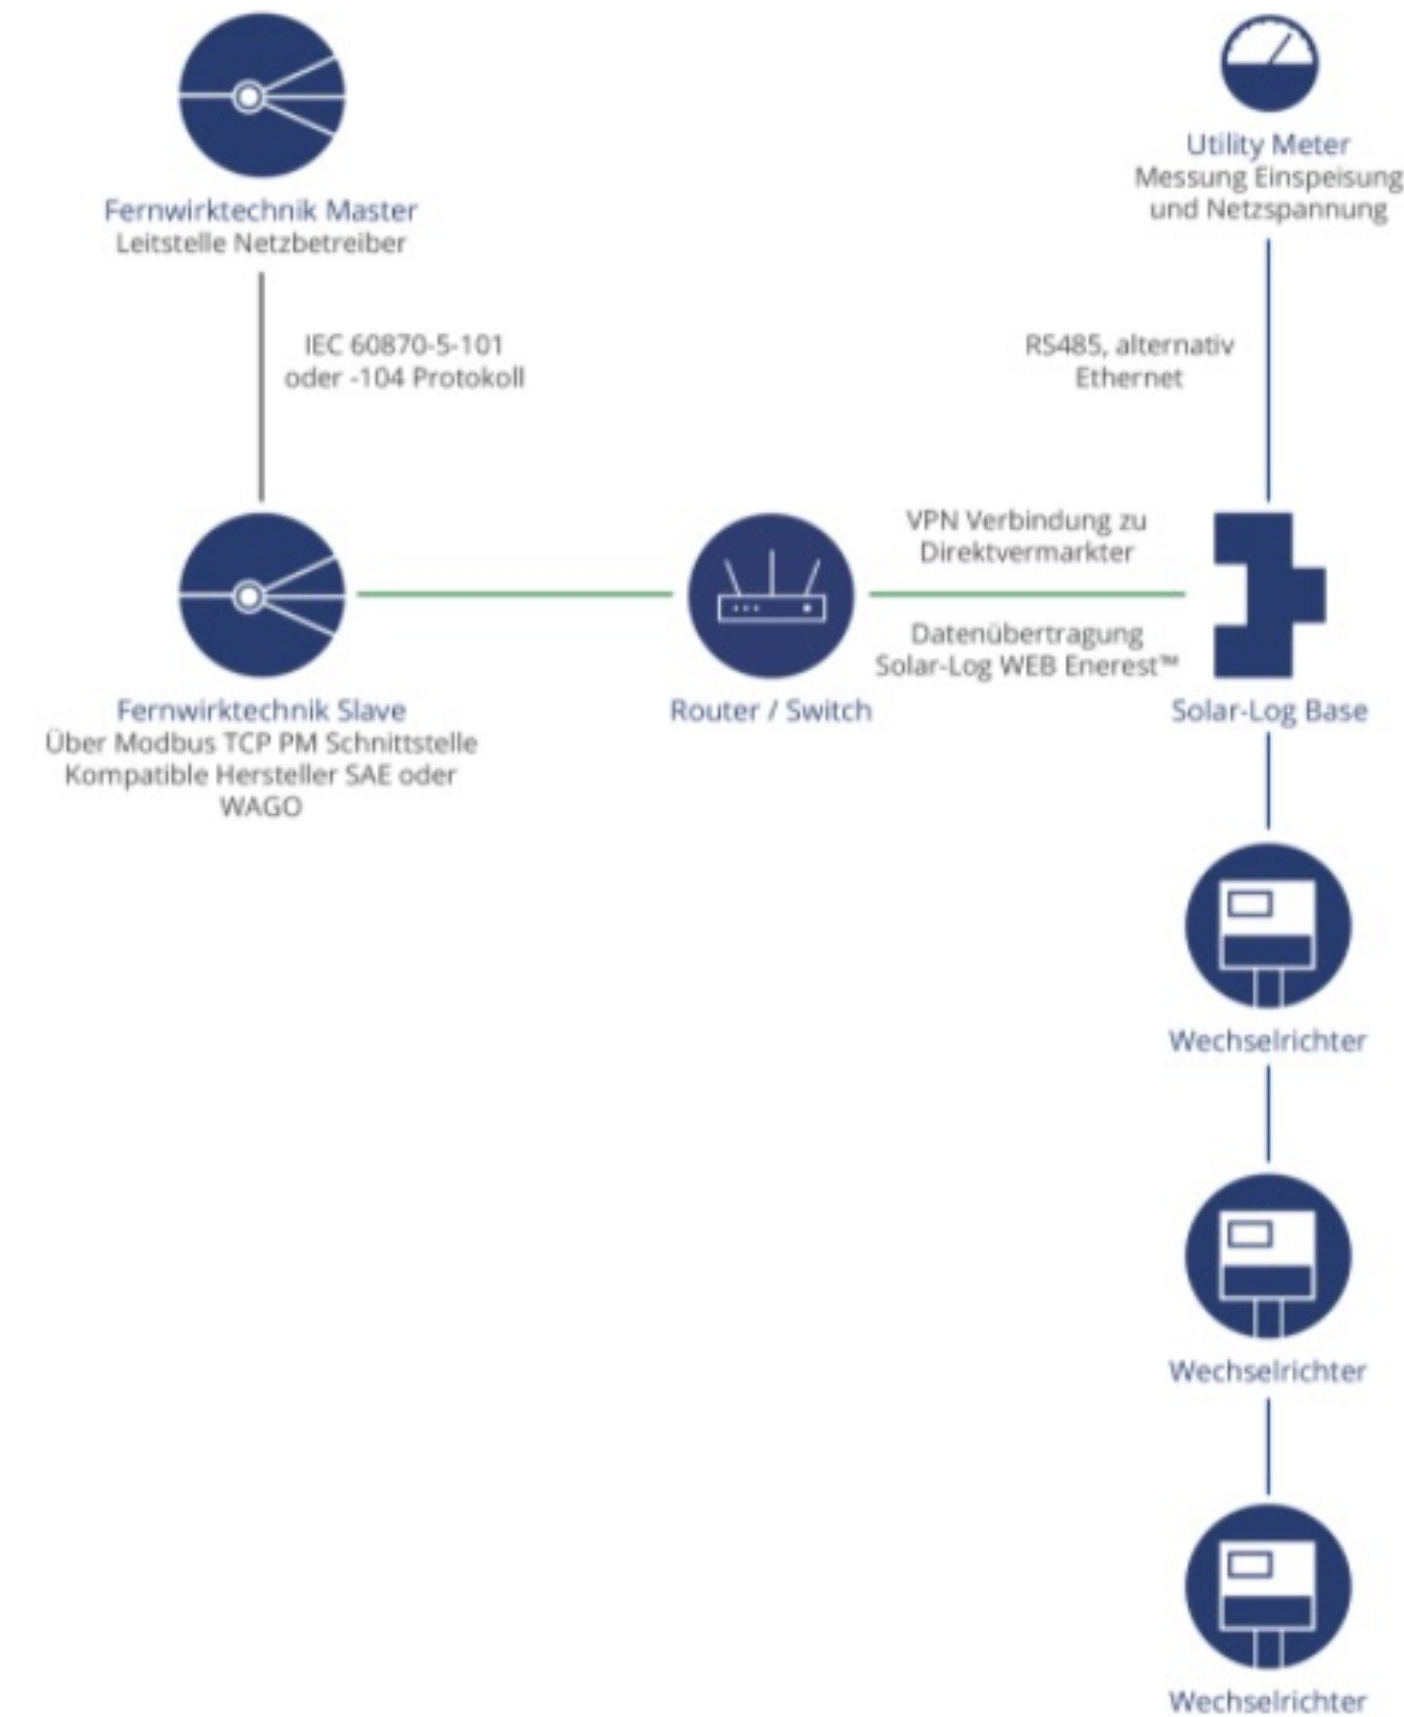 Fernwirktechnik Master
Leitstelle Netzbetreiber
Utility Meter
Messung Einspeisung
und Netzspannung
IEC 60870-5-101
oder -104 Protokoll
RS485, alternativ
Ethernet
VPN Verbindung zu
Direktvermarkter
Datenübertragung
Solar-Log WEB Enerest™
Fernwirktechnik Slave
Über Modbus TCP PM Schnittstelle
Kompatible Hersteller SAE oder
WAGO
Router / Switch
Solar-Log Base
Wechselrichter
Wechselrichter
Wechselrichter